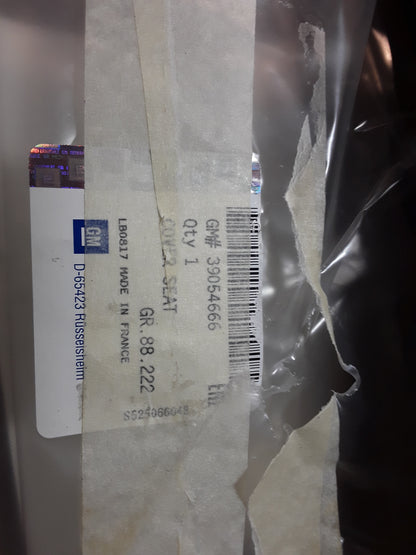 GM# 39054666
Qty 1
COVER SEAT
GR.88.222
LB0817 MADE IN FRANCE
GM
D-65423 Rüsselsheim